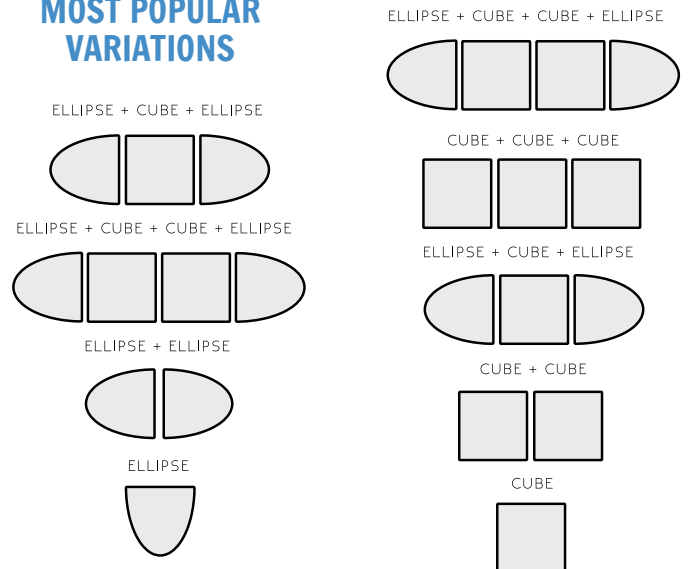 MOST POPULAR
VARIATIONS
ELLIPSE + CUBE + ELLIPSE
ELLIPSE + CUBE + CUBE + ELLIPSE
ELLIPSE + ELLIPSE
ELLIPSE
ELLIPSE + CUBE + CUBE + ELLIPSE
CUBE + CUBE + CUBE
ELLIPSE + CUBE + ELLIPSE
CUBE + CUBE
CUBE